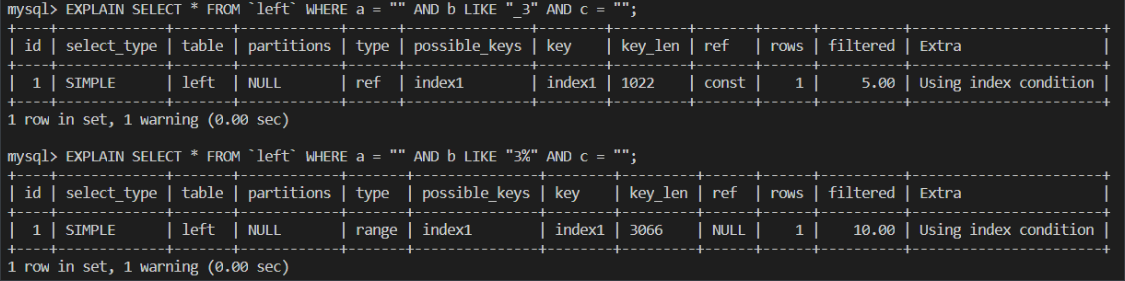 mysql> EXPLAIN SELECT * FROM `left` WHERE a = "" AND b LIKE "_3" AND c = "";
+----+-------------+-------+------------+------+---------------+--------+---------+-------+------+----------+-----------------------+
| id | select_type | table | partitions | type | possible_keys | key    | key_len | ref   | rows | filtered | Extra                 |
+----+-------------+-------+------------+------+---------------+--------+---------+-------+------+----------+-----------------------+
|  1 | SIMPLE      | left  | NULL       | ref  | index1        | index1 | 1022    | const |    1 |     5.00 | Using index condition |
+----+-------------+-------+------------+------+---------------+--------+---------+-------+------+----------+-----------------------+
1 row in set, 1 warning (0.00 sec)
mysql> EXPLAIN SELECT * FROM `left` WHERE a = "" AND b LIKE "3%" AND c = "";
+----+-------------+-------+------------+-------+---------------+--------+---------+------+------+----------+-----------------------+
| id | select_type | table | partitions | type  | possible_keys | key    | key_len | ref  | rows | filtered | Extra                 |
+----+-------------+-------+------------+-------+---------------+--------+---------+------+------+----------+-----------------------+
|  1 | SIMPLE      | left  | NULL       | range | index1        | index1 | 3066    | NULL |    1 |    10.00 | Using index condition |
+----+-------------+-------+------------+-------+---------------+--------+---------+------+------+----------+-----------------------+
1 row in set, 1 warning (0.00 sec)